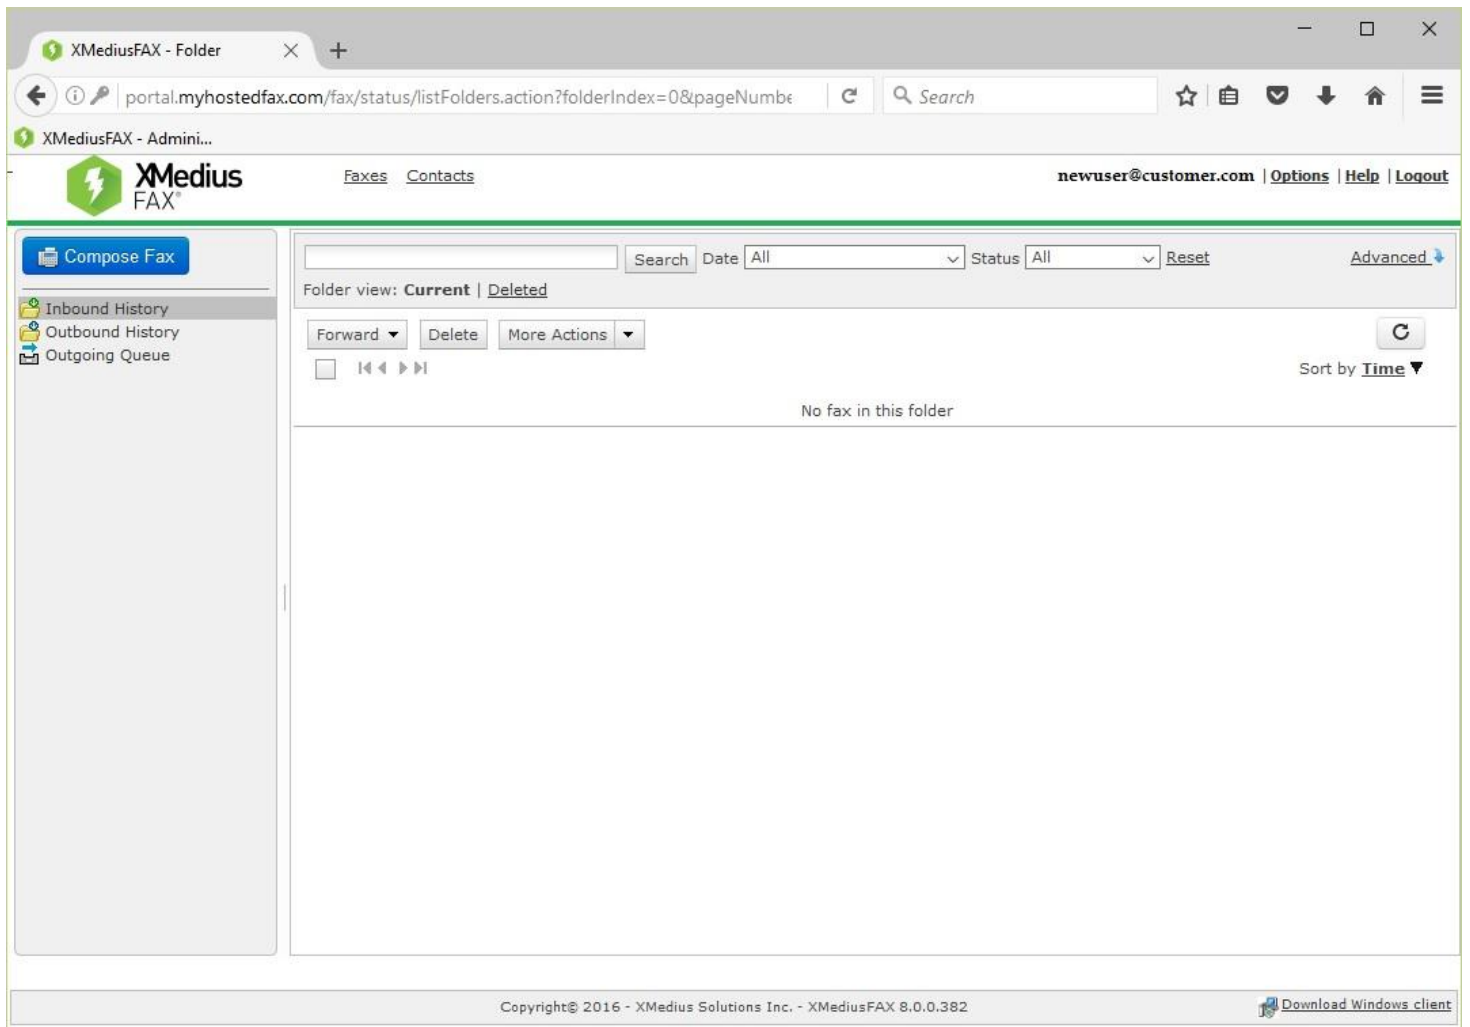 XMediusFAX - Folder
portal.myhostedfax.com/fax/status/listFolders.action?folderIndex=0&pageNumbe
Search
XMediusFAX - Admini...
XMedius
FAX®
Faxes Contacts
newuser@customer.com | Options | Help | Logout
Compose Fax
Inbound History
Outbound History
Outgoing Queue
Search Date All Status All Reset Advanced
Folder view: Current | Deleted
Forward Delete More Actions
Sort by Time
No fax in this folder
Copyright© 2016 - XMedius Solutions Inc. - XMediusFAX 8.0.0.382
Download Windows client